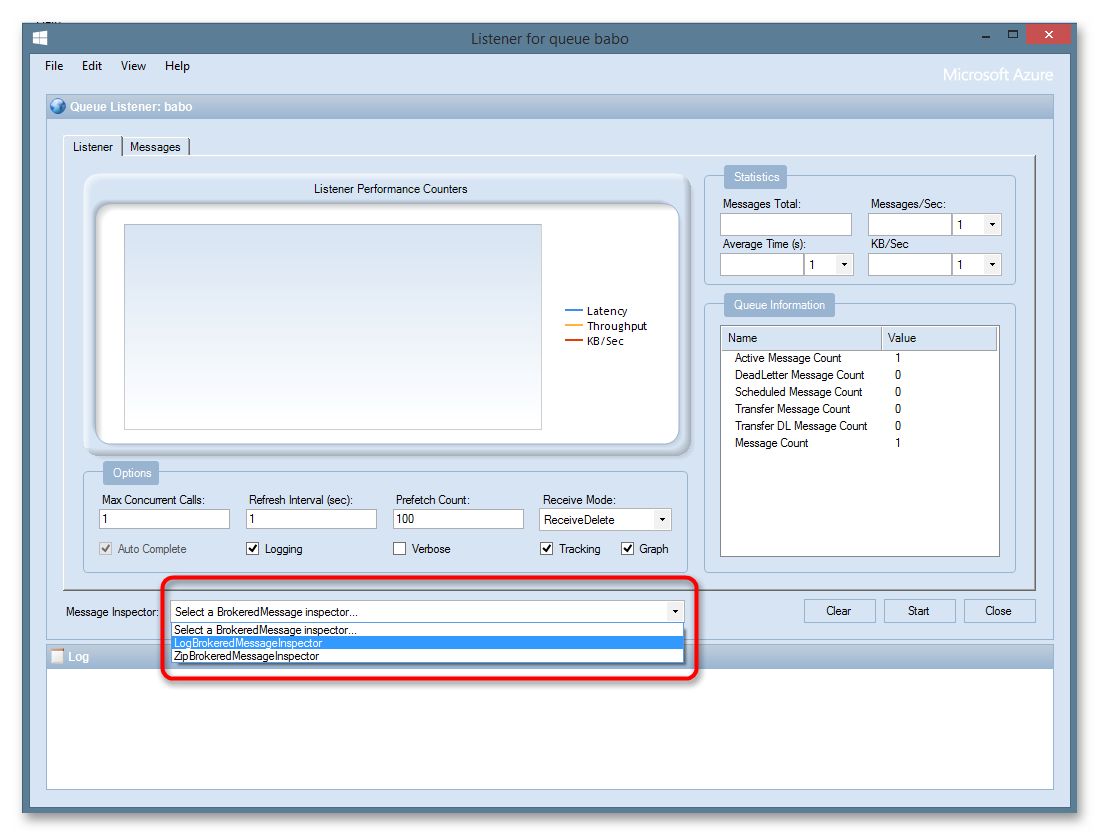 Listener for queue babo
File Edit View Help
Microsoft Azure
Queue Listener: babo
Listener Messages
Listener Performance Counters
Latency
Throughput
KB/Sec
Statistics
Messages Total: Messages/Sec:
1
Average Time (s): KB/Sec
1 1
Queue Information
Name Value
Active Message Count 1
DeadLetter Message Count 0
Scheduled Message Count 0
Transfer Message Count 0
Transfer DL Message Count 0
Message Count 1
Options
Max Concurrent Calls: Refresh Interval (sec): Prefetch Count: Receive Mode:
1 1 100 ReceiveDelete
Auto Complete Logging Verbose Tracking Graph
Message Inspector: Select a BrokeredMessage inspector... Clear Start Close
Select a BrokeredMessage inspector...
LogBrokeredMessageInspector
ZipBrokeredMessageInspector
Log